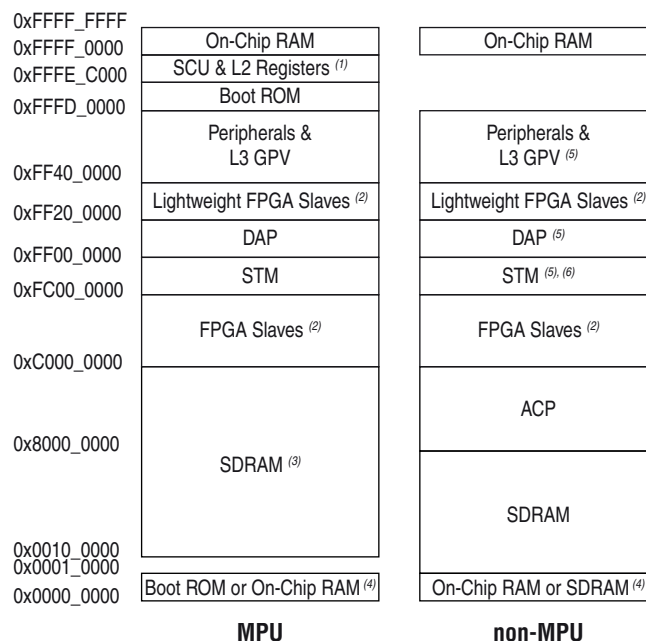 0xFFFF_FFFF
0xFFFF_0000
0xFFFE_C000
0xFFFD_0000
0xFF40_0000
0xFF20_0000
0xFF00_0000
0xFC00_0000
0xC000_0000
0x8000_0000
0x0010_0000
0x0001_0000
0x0000_0000
On-Chip RAM
SCU & L2 Registers (1)
Boot ROM
Peripherals &
L3 GPV
Lightweight FPGA Slaves (2)
DAP
STM
FPGA Slaves (2)
SDRAM (3)
Boot ROM or On-Chip RAM (4)
MPU
On-Chip RAM
Peripherals &
L3 GPV (5)
Lightweight FPGA Slaves (2)
DAP (5)
STM (5), (6)
FPGA Slaves (2)
ACP
SDRAM
On-Chip RAM or SDRAM (4)
non-MPU